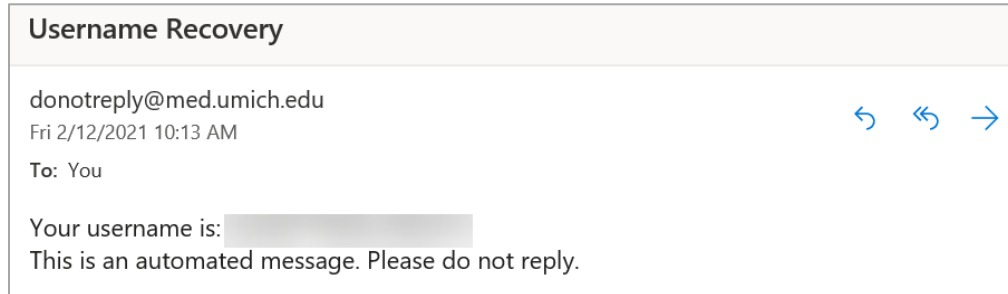 Username Recovery
donotreply@med.umich.edu
Fri 2/12/2021 10:13 AM
To: You
Your username is:
This is an automated message. Please do not reply.